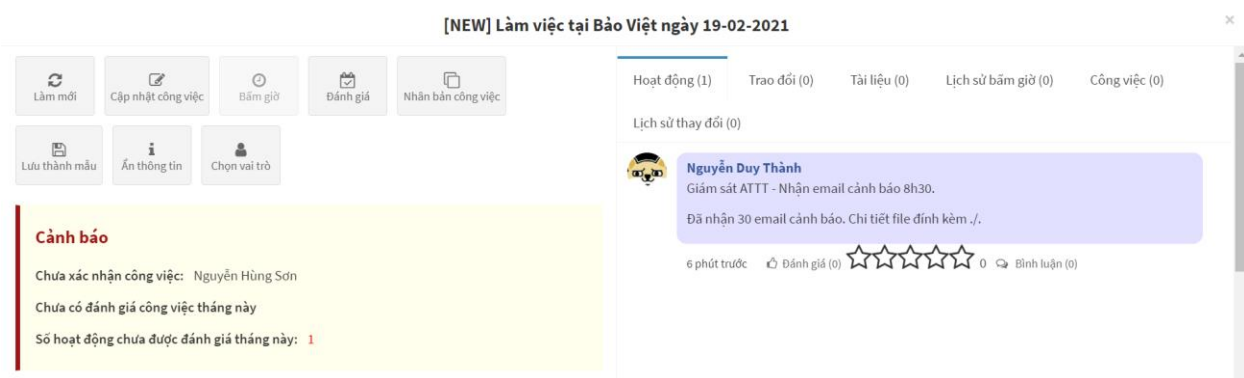 [NEW] Làm việc tại Bảo Việt ngày 19-02-2021
×
Làm mới
Cập nhật công việc
Bấm giờ
Đánh giá
Nhân bản công việc
Lưu thành mẫu
Ẩn thông tin
Chọn vai trò
Cảnh báo
Chưa xác nhận công việc: Nguyễn Hùng Sơn
Chưa có đánh giá công việc tháng này
Số hoạt động chưa được đánh giá tháng này: 1
Hoạt động (1)
Trao đổi (0)
Tài liệu (0)
Lịch sử bấm giờ (0)
Công việc (0)
Lịch sử thay đổi (0)
Nguyễn Duy Thành
Giám sát ATTT - Nhận email cảnh báo 8h30.
Đã nhận 30 email cảnh báo. Chi tiết file đính kèm ./.
6 phút trước Đánh giá (0) 0 Bình luận (0)